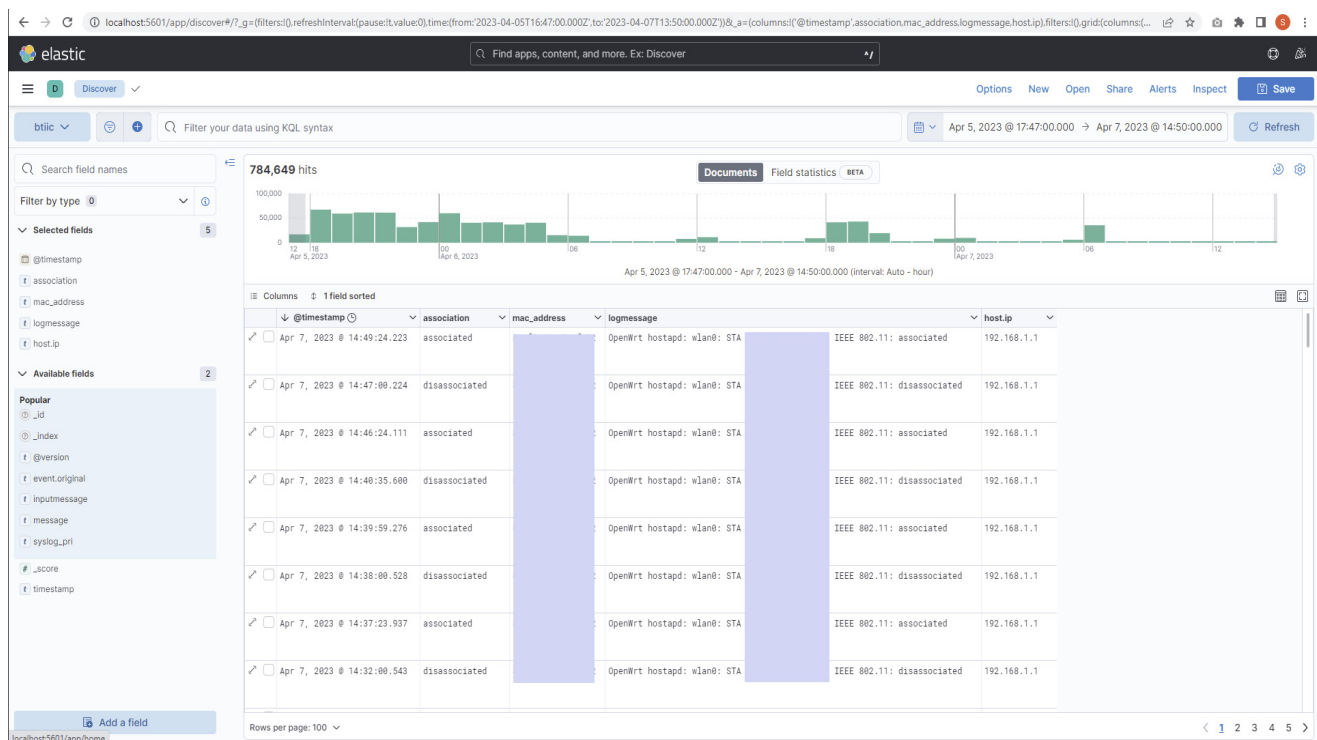 localhost:5601/app/discover#/?_g=(filters:!(),refreshInterval:(pause:!t,value:0),time:(from:'2023-04-05T16:47:00.000Z',to:'2023-04-07T13:50:00.000Z'))&_a=(columns:!('@timestamp',association,mac_address,logmessage,host.ip),filters:!(),grid:(columns:(...
S
elastic
Find apps, content, and more. Ex: Discover
^/
D
Discover
Options New Open Share Alerts Inspect Save
btiic
Filter your data using KQL syntax
Apr 5, 2023 @ 17:47:00.000 → Apr 7, 2023 @ 14:50:00.000
Refresh
Search field names
Filter by type 0
Selected fields 5
@timestamp
t association
t mac_address
t logmessage
t host.ip
Available fields 2
Popular
_id
_index
t @version
t event.original
t inputmessage
t message
t syslog_pri
# _score
t timestamp
Add a field
localhost:5601/app/home
784,649 hits
Documents Field statistics BETA
100,000
50,000
0
12 18 00 06 12 18 00 06 12
Apr 5, 2023 Apr 6, 2023 Apr 7, 2023
Apr 5, 2023 @ 17:47:00.000 - Apr 7, 2023 @ 14:50:00.000 (interval: Auto - hour)
Columns 1 field sorted
@timestamp association mac_address logmessage host.ip
Apr 7, 2023 @ 14:49:24.223 associated OpenWrt hostapd: wlan0: STA IEEE 802.11: associated 192.168.1.1
Apr 7, 2023 @ 14:47:00.224 disassociated OpenWrt hostapd: wlan0: STA IEEE 802.11: disassociated 192.168.1.1
Apr 7, 2023 @ 14:46:24.111 associated OpenWrt hostapd: wlan0: STA IEEE 802.11: associated 192.168.1.1
Apr 7, 2023 @ 14:40:35.600 disassociated OpenWrt hostapd: wlan0: STA IEEE 802.11: disassociated 192.168.1.1
Apr 7, 2023 @ 14:39:59.276 associated OpenWrt hostapd: wlan0: STA IEEE 802.11: associated 192.168.1.1
Apr 7, 2023 @ 14:38:00.528 disassociated OpenWrt hostapd: wlan0: STA IEEE 802.11: disassociated 192.168.1.1
Apr 7, 2023 @ 14:37:23.937 associated OpenWrt hostapd: wlan0: STA IEEE 802.11: associated 192.168.1.1
Apr 7, 2023 @ 14:32:00.543 disassociated OpenWrt hostapd: wlan0: STA IEEE 802.11: disassociated 192.168.1.1
Rows per page: 100
1 2 3 4 5